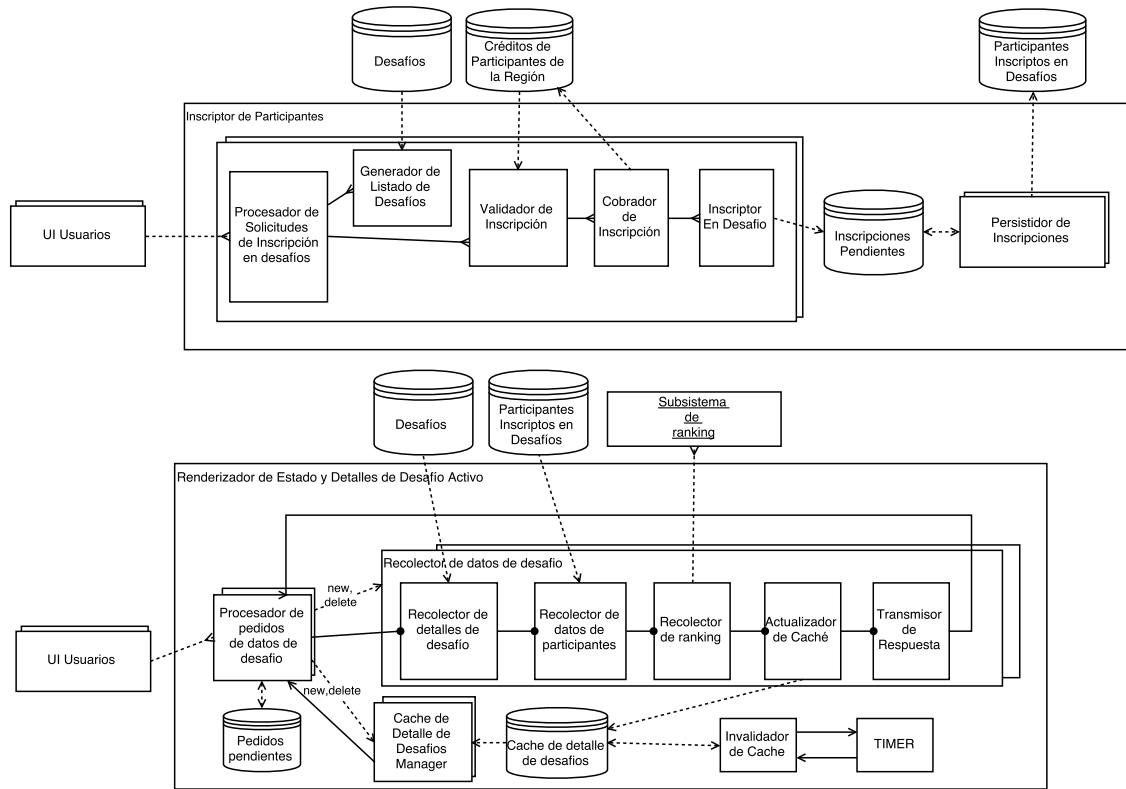 Desafíos
Créditos de
Participantes de
la Región
Participantes
Inscriptos en
Desafíos
Inscriptor de Participantes
UI Usuarios
Procesador de
Solicitudes
de Inscripción
en desafíos
Generador de
Listado de
Desafíos
Validador de
Inscripción
Cobrador
de
Inscripción
Inscriptor
En Desafio
Inscripciones
Pendientes
Persistidor de
Inscripciones
Desafíos
Participantes
Inscriptos en
Desafíos
Subsistema
de
ranking
Renderizador de Estado y Detalles de Desafío Activo
Recolector de datos de desafio
UI Usuarios
Procesador de
pedidos
de datos de
desafio
new,
delete
Recolector de
detalles de
desafío
Recolector de
datos de
participantes
Recolector
de ranking
Actualizador
de Caché
Transmisor
de
Respuesta
new,delete
Pedidos
pendientes
Cache de
Detalle de
Desafios
Manager
Cache de detalle
de desafios
Invalidador
de Cache
TIMER